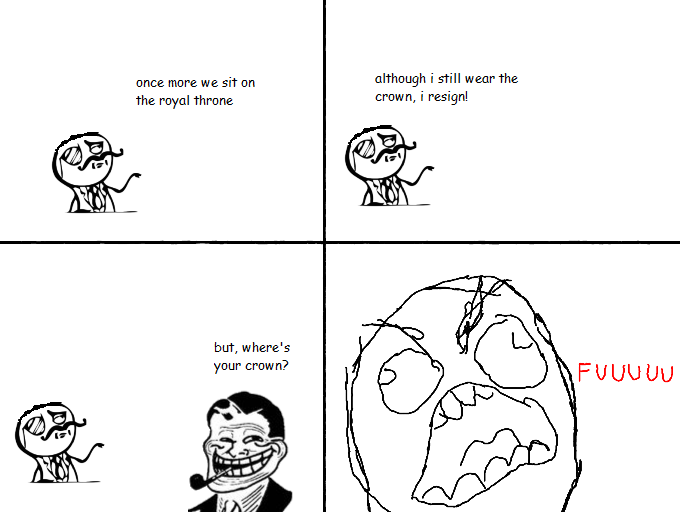 once more we sit on
the royal throne
although i still wear the
crown, i resign!
but, where's
your crown?
FUUUUU